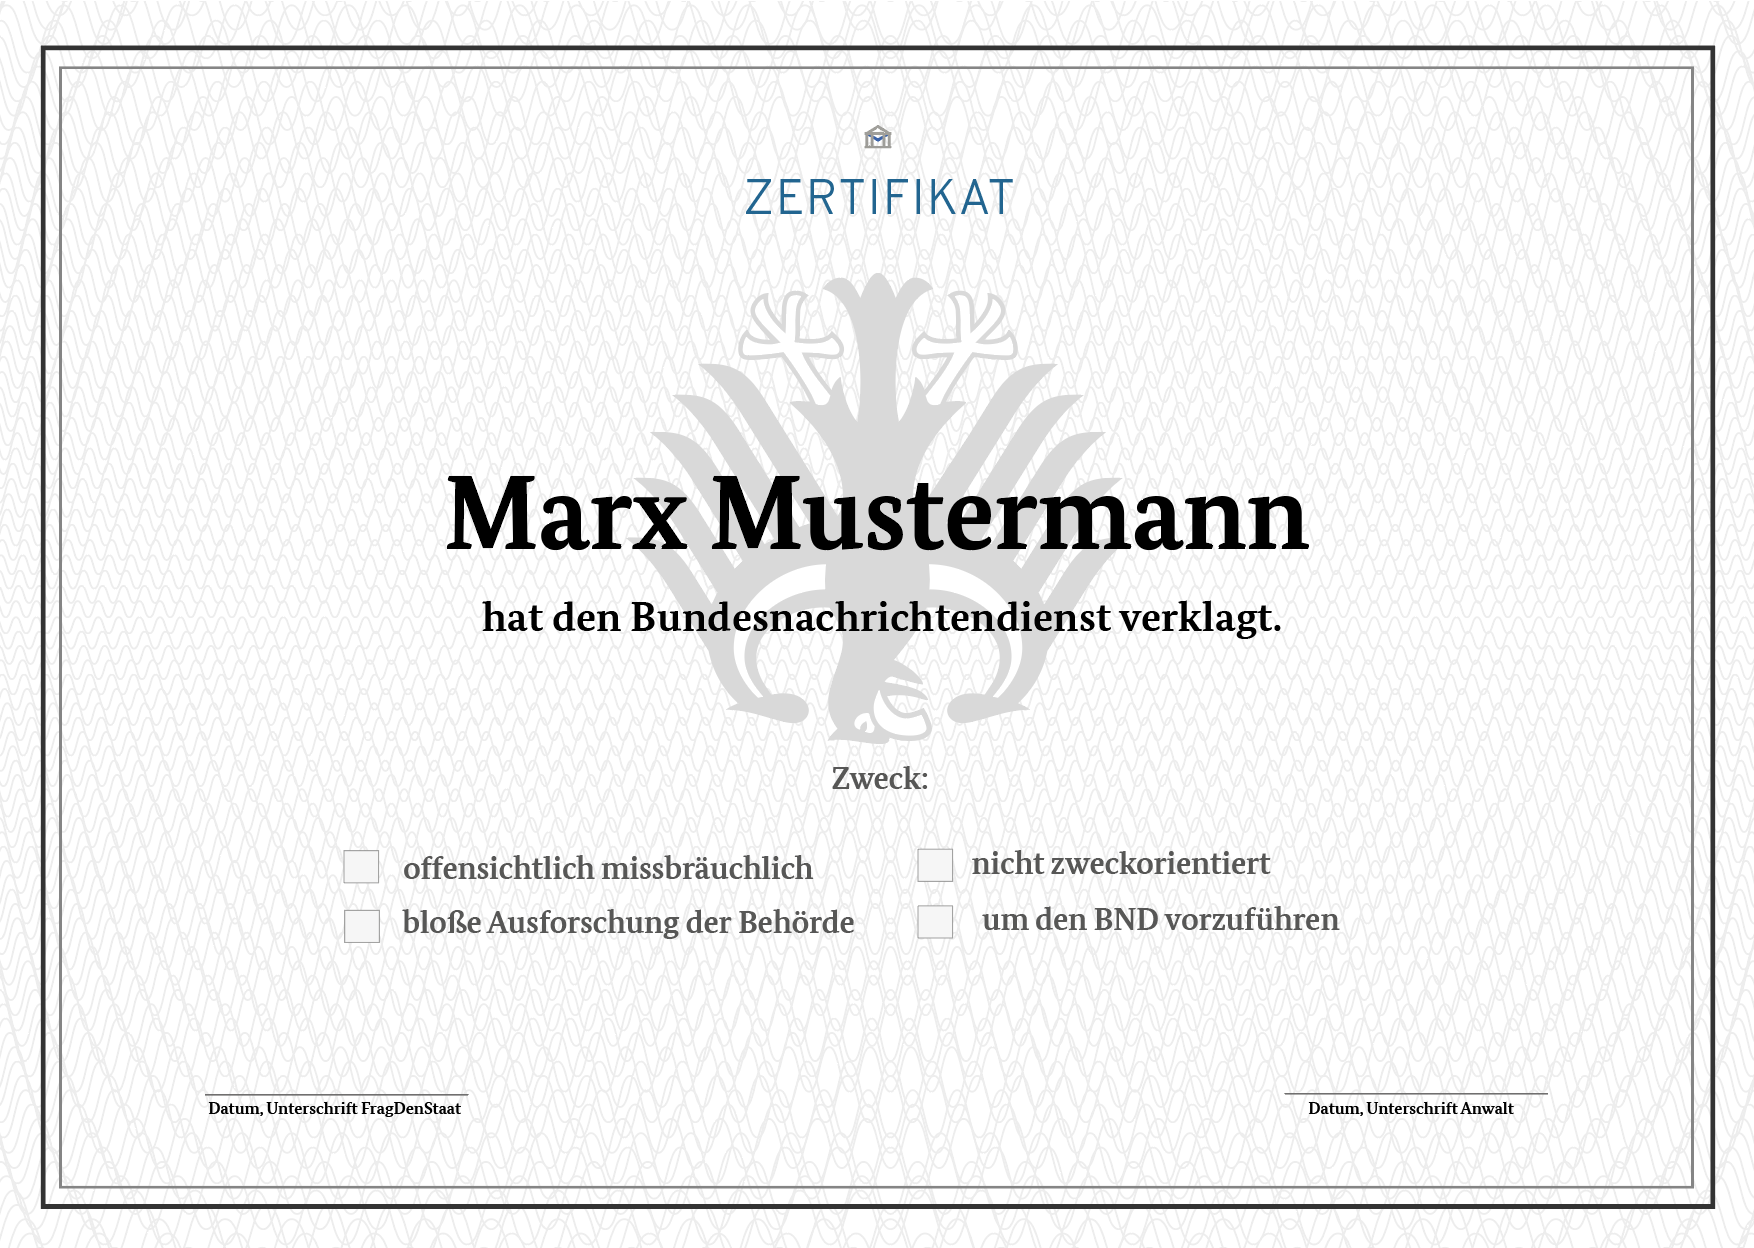 ZERTIFIKAT
Marx Mustermann
hat den Bundesnachrichtendienst verklagt.
Zweck:
offensichtlich missbräuchlich
nicht zweckorientiert
bloße Ausforschung der Behörde
um den BND vorzuführen
Datum, Unterschrift FragDenStaat
Datum, Unterschrift Anwalt